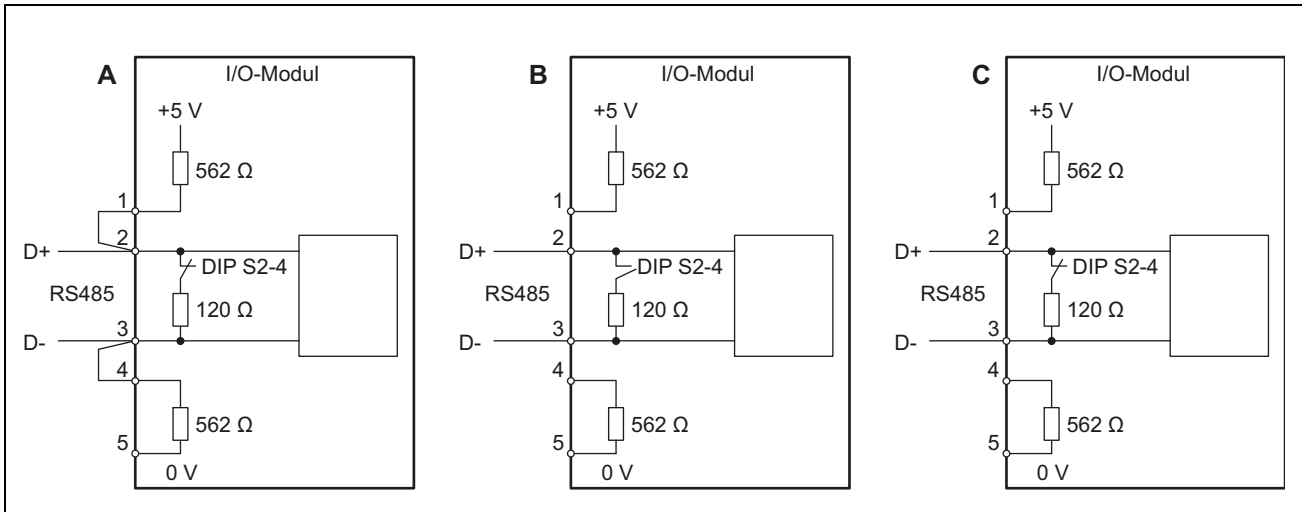 A
I/O-Modul
+5 V
562 Ω
1
D+
2
DIP S2-4
RS485
120 Ω
D-
3
4
562 Ω
5
0 V
B
I/O-Modul
+5 V
562 Ω
1
D+
2
DIP S2-4
RS485
120 Ω
D-
3
4
562 Ω
5
0 V
C
I/O-Modul
+5 V
562 Ω
1
D+
2
DIP S2-4
RS485
120 Ω
D-
3
4
562 Ω
5
0 V